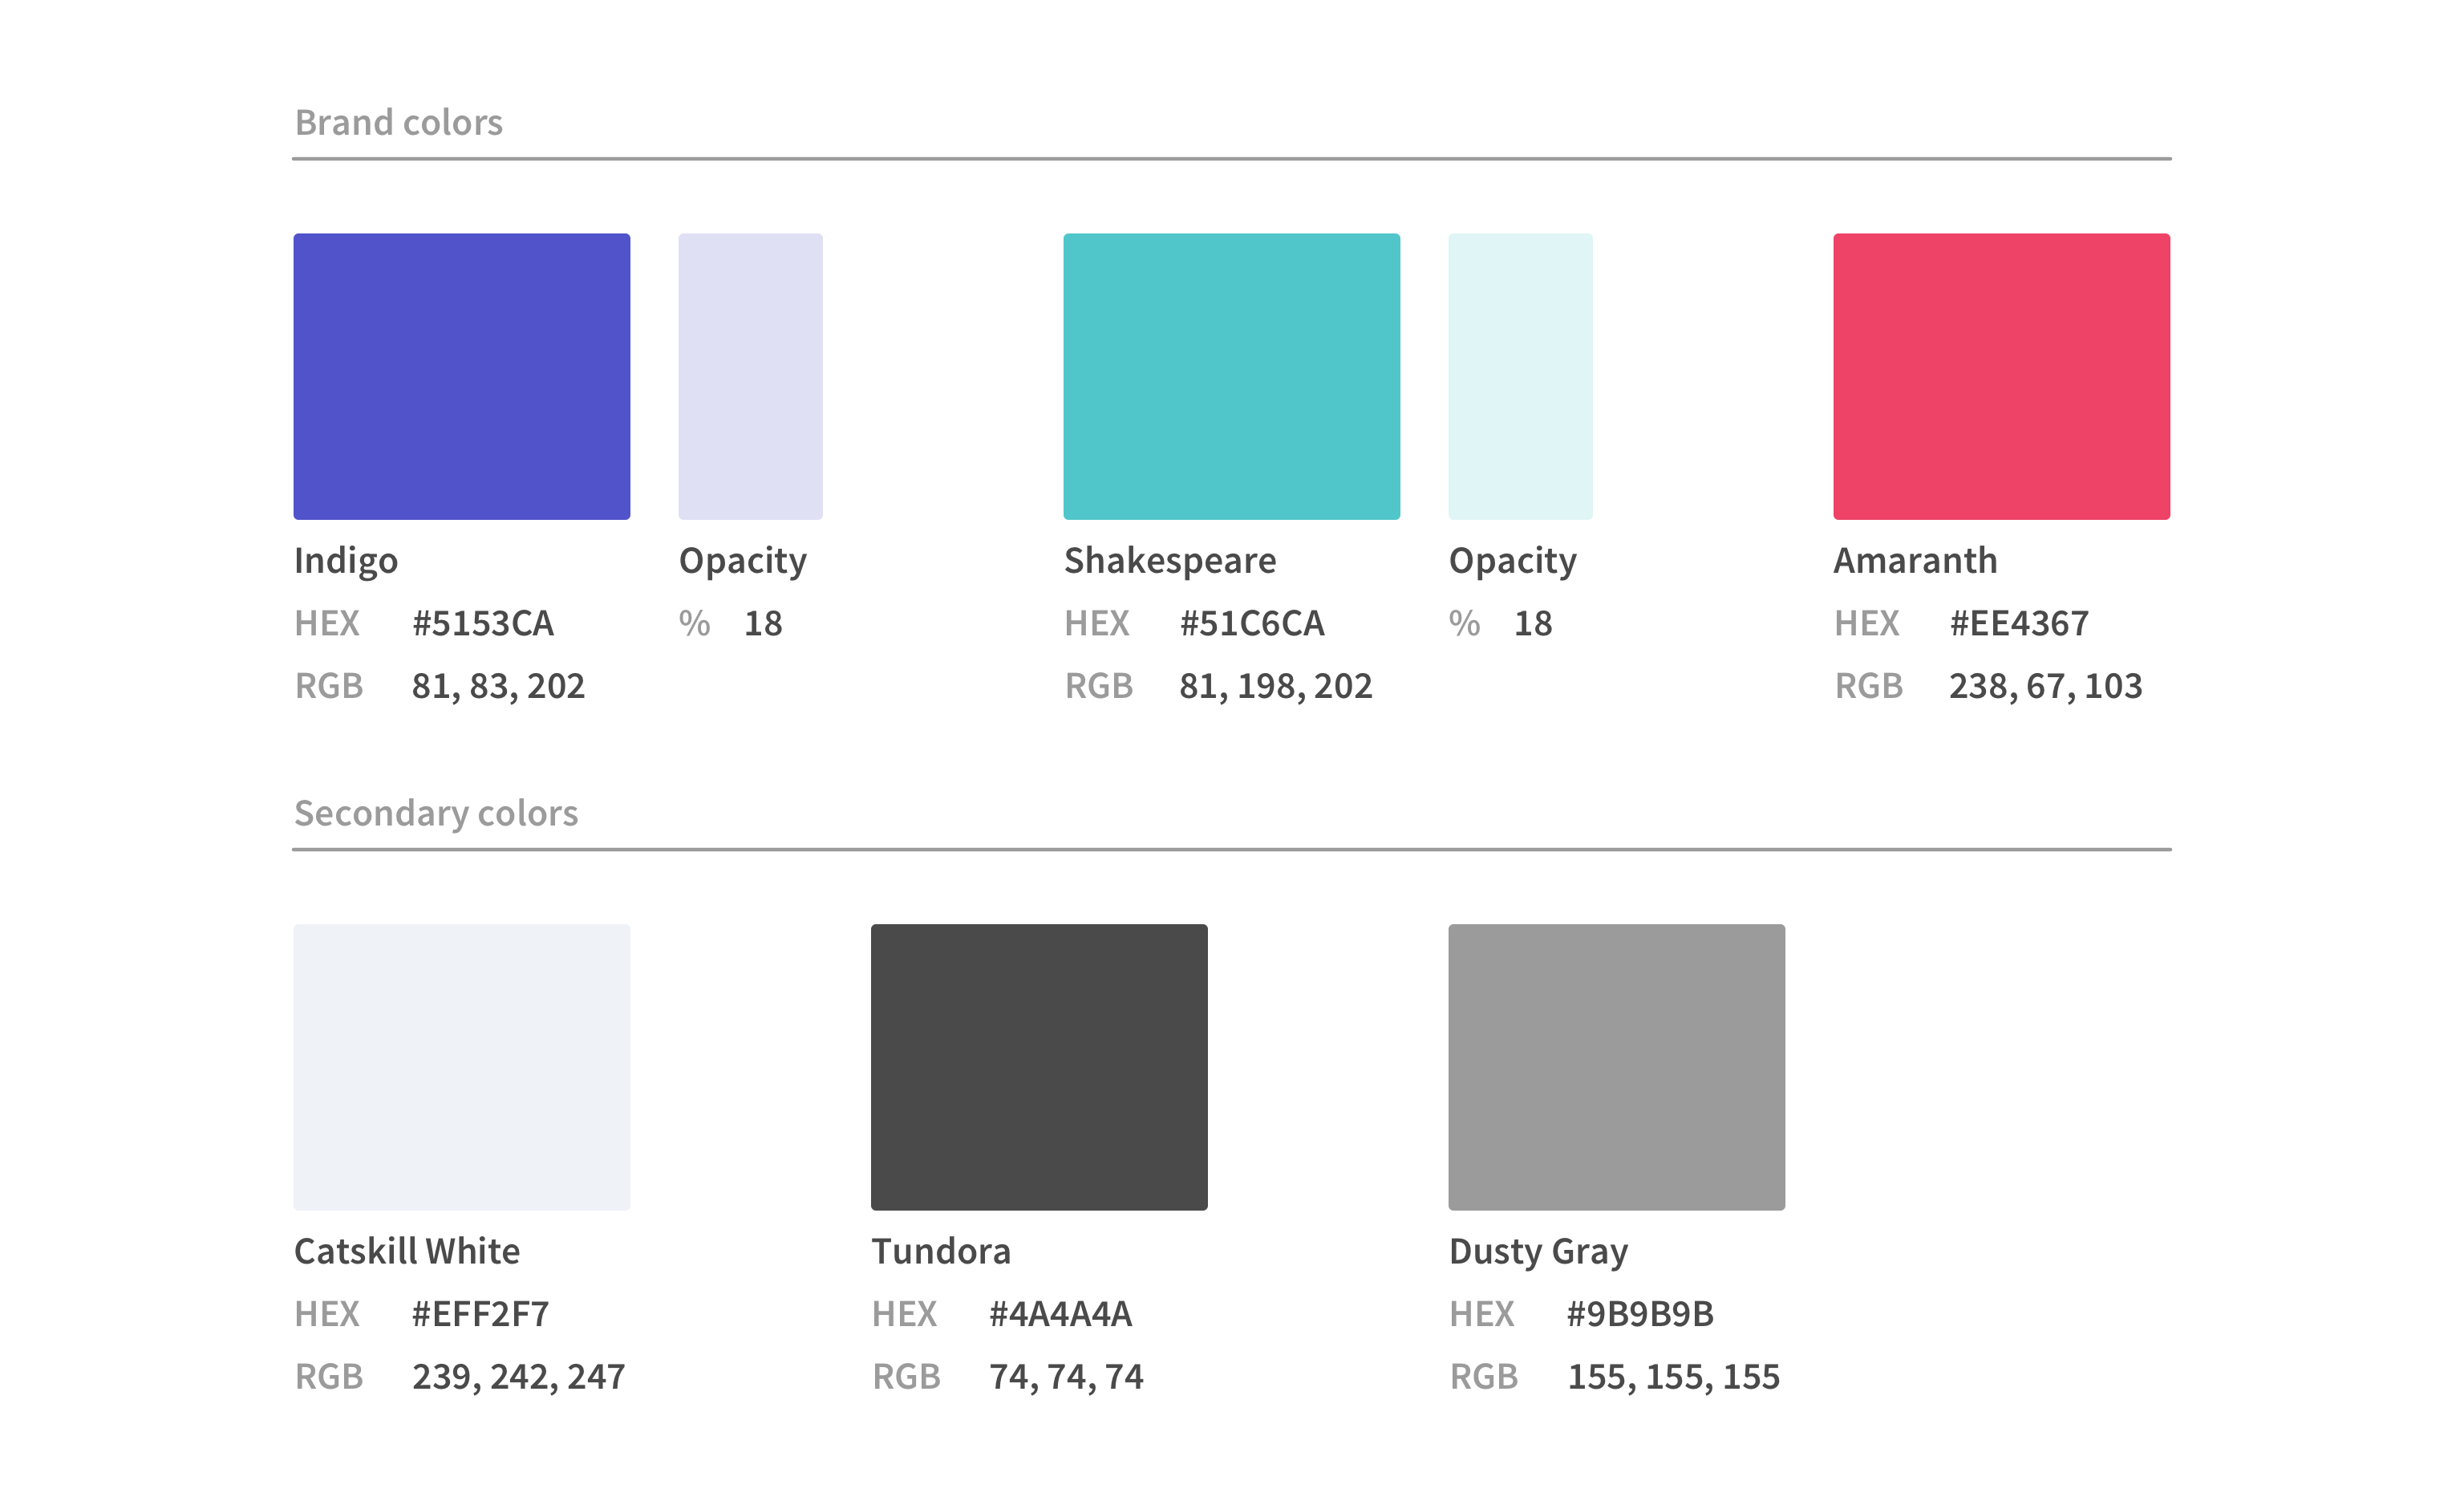 Brand colors
Indigo
HEX #5153CA
RGB 81, 83, 202
Opacity
% 18
Shakespeare
HEX #51C6CA
RGB 81, 198, 202
Opacity
% 18
Amaranth
HEX #EE4367
RGB 238, 67, 103
Secondary colors
Catskill White
HEX #EFF2F7
RGB 239, 242, 247
Tundora
HEX #4A4A4A
RGB 74, 74, 74
Dusty Gray
HEX #9B9B9B
RGB 155, 155, 155